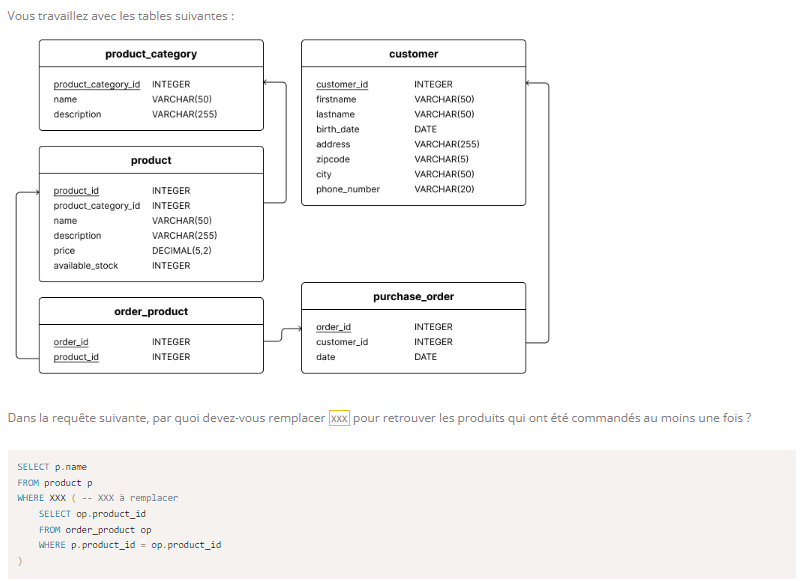 Vous travaillez avec les tables suivantes :
product_category
product_category_id INTEGER
name VARCHAR(50)
description VARCHAR(255)
customer
customer_id INTEGER
firstname VARCHAR(50)
lastname VARCHAR(50)
birth_date DATE
address VARCHAR(255)
zipcode VARCHAR(5)
city VARCHAR(50)
phone_number VARCHAR(20)
product
product_id INTEGER
product_category_id INTEGER
name VARCHAR(50)
description VARCHAR(255)
price DECIMAL(5,2)
available_stock INTEGER
order_product
order_id INTEGER
product_id INTEGER
purchase_order
order_id INTEGER
customer_id INTEGER
date DATE
Dans la requête suivante, par quoi devez-vous remplacer XXX pour retrouver les produits qui ont été commandés au moins une fois ?
SELECT p.name
FROM product p
WHERE XXX ( -- XXX à remplacer
SELECT op.product_id
FROM order_product op
WHERE p.product_id = op.product_id
)